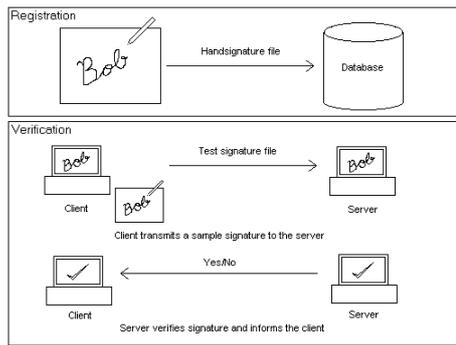 Registration
Bob
Handsignature file
Database
Verification
Bob
Test signature file
Bob
Bob
Client
Server
Client transmits a sample signature to the server
Yes/No
Client
Server
Server verifies signature and informs the client